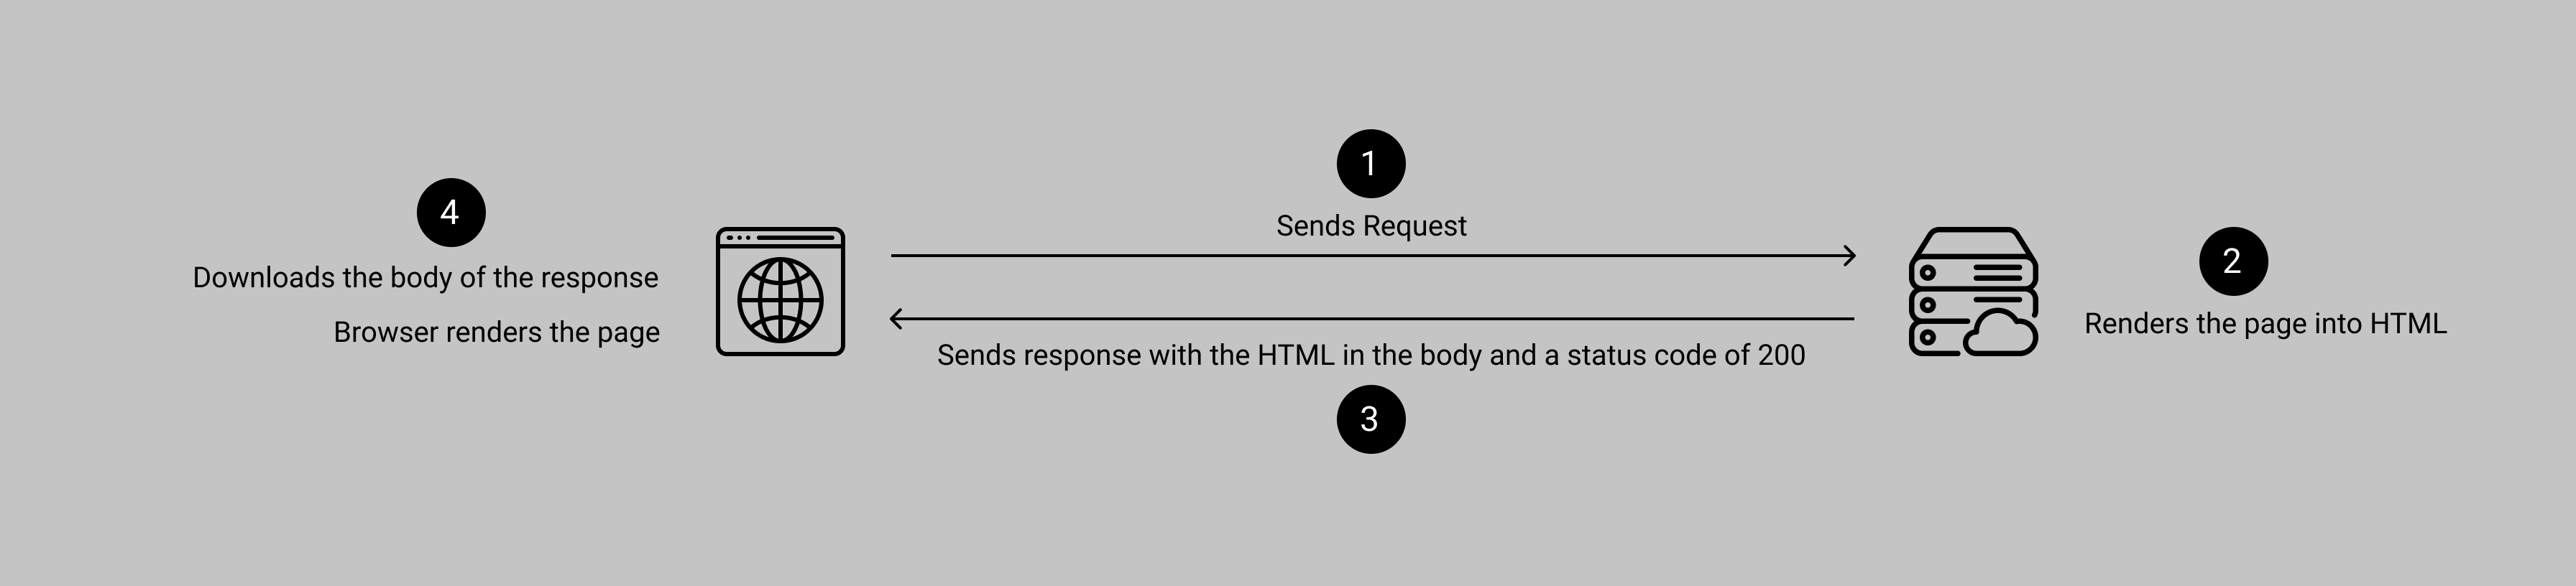 1
Sends Request
4
Downloads the body of the response
Browser renders the page
2
Renders the page into HTML
Sends response with the HTML in the body and a status code of 200
3